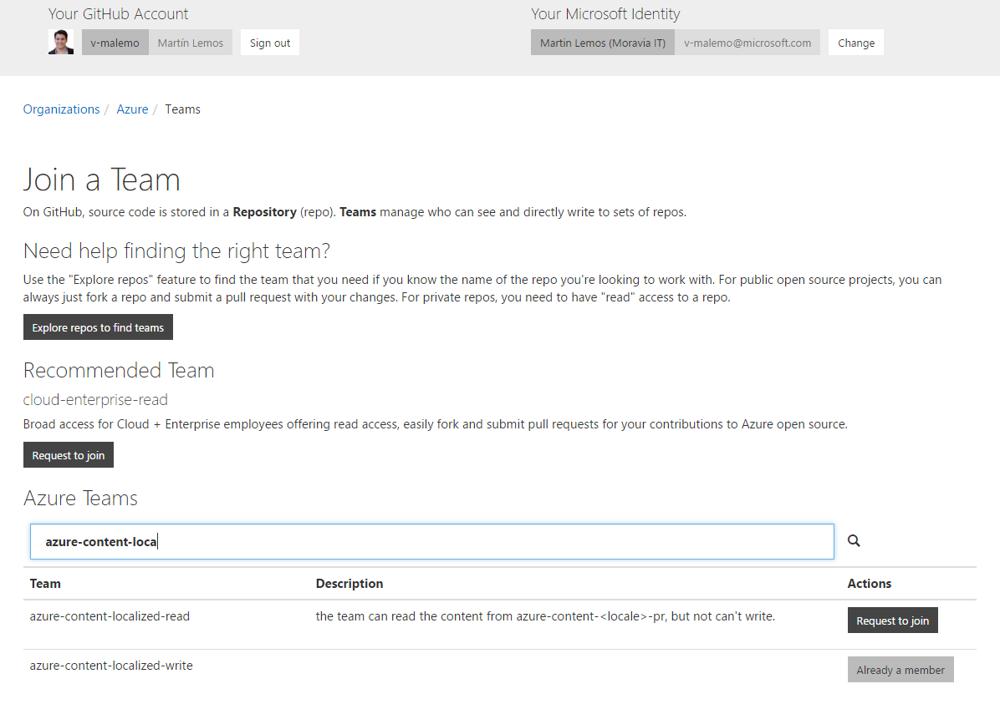 Your GitHub Account
Your Microsoft Identity
v-malemo Martín Lemos Sign out
Martin Lemos (Moravia IT) v-malemo@microsoft.com Change
Organizations / Azure / Teams
Join a Team
On GitHub, source code is stored in a Repository (repo). Teams manage who can see and directly write to sets of repos.
Need help finding the right team?
Use the "Explore repos" feature to find the team that you need if you know the name of the repo you're looking to work with. For public open source projects, you can
always just fork a repo and submit a pull request with your changes. For private repos, you need to have "read" access to a repo.
Explore repos to find teams
Recommended Team
cloud-enterprise-read
Broad access for Cloud + Enterprise employees offering read access, easily fork and submit pull requests for your contributions to Azure open source.
Request to join
Azure Teams
azure-content-loca
Team Description Actions
azure-content-localized-read the team can read the content from azure-content-<locale>-pr, but not can't write. Request to join
azure-content-localized-write Already a member